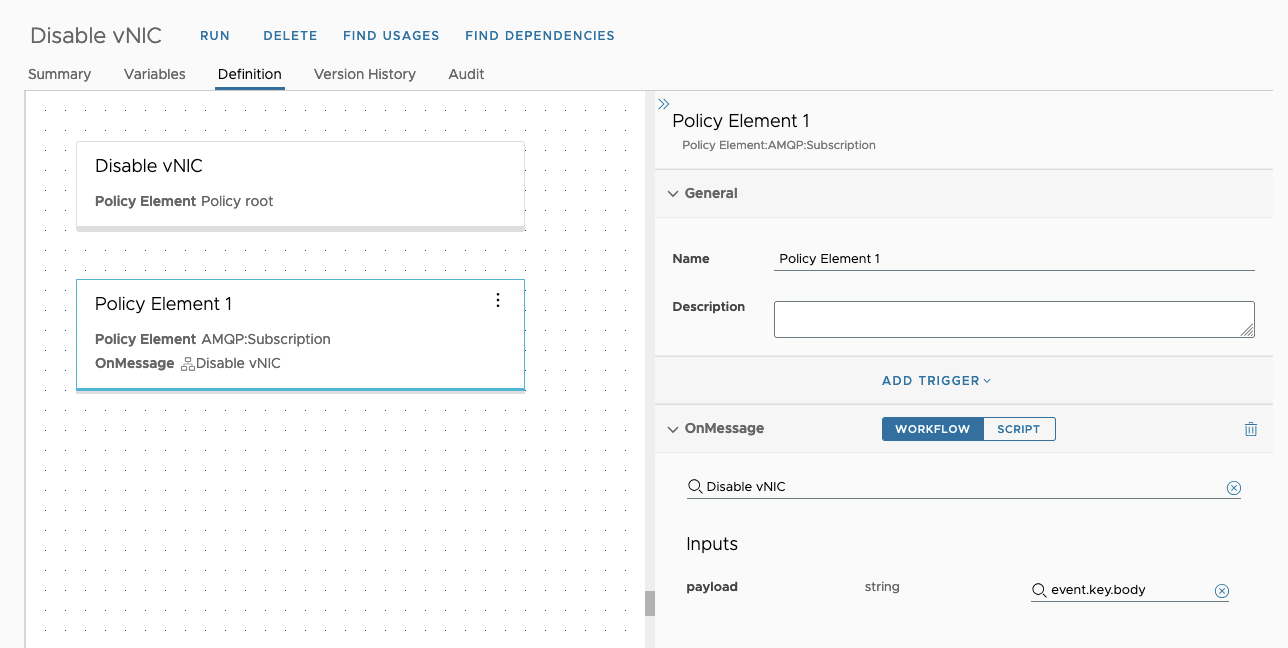 Disable vNIC RUN DELETE FIND USAGES FIND DEPENDENCIES
Summary Variables Definition Version History Audit
Disable vNIC
Policy Element Policy root
Policy Element 1
Policy Element AMQP:Subscription
OnMessage Disable vNIC
Policy Element 1
Policy Element:AMQP:Subscription
General
Name Policy Element 1
Description
ADD TRIGGER
OnMessage WORKFLOW SCRIPT
Disable vNIC
Inputs
payload string event.key.body